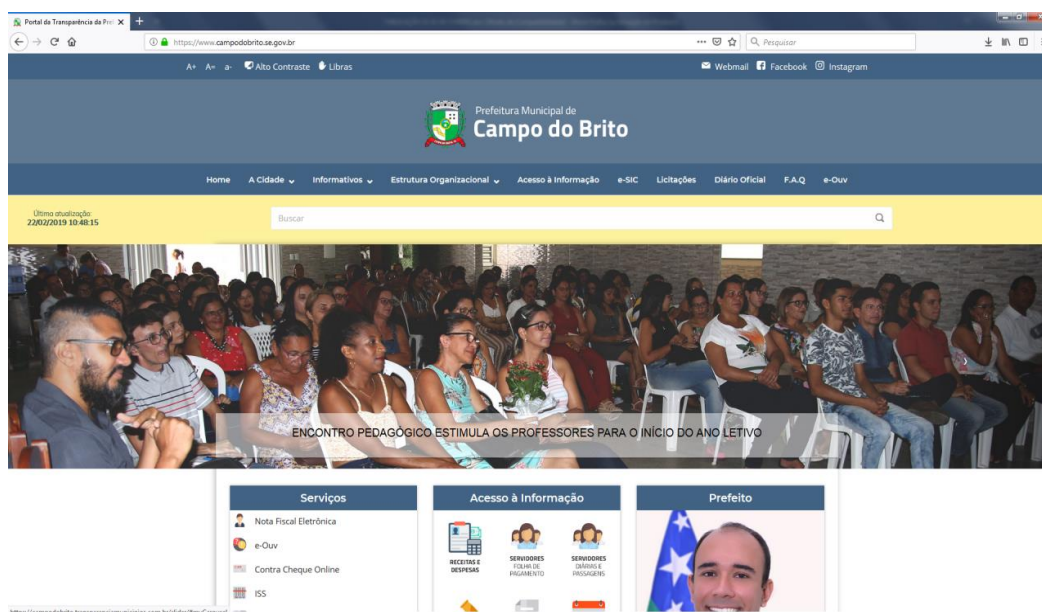 Portal da Transparência da Pref
https://www.campodobrito.se.gov.br
Pesquisar
A+ A= a- Alto Contraste Libras
Webmail Facebook Instagram
Prefeitura Municipal de
Campo do Brito
Home A Cidade Informativos Estrutura Organizacional Acesso à Informação e-SIC Licitações Diário Oficial F.A.Q e-Ouv
Última atualização:
22/02/2019 10:48:15
Buscar
ENCONTRO PEDAGÓGICO ESTIMULA OS PROFESSORES PARA O INÍCIO DO ANO LETIVO
Serviços
Nota Fiscal Eletrônica
e-Ouv
Contra Cheque Online
ISS
Acesso à Informação
RECEITAS E
DESPESAS
SERVIDORES
FOLHA DE
PAGAMENTO
SERVIDORES
DIÁRIAS E
PASSAGENS
Prefeito